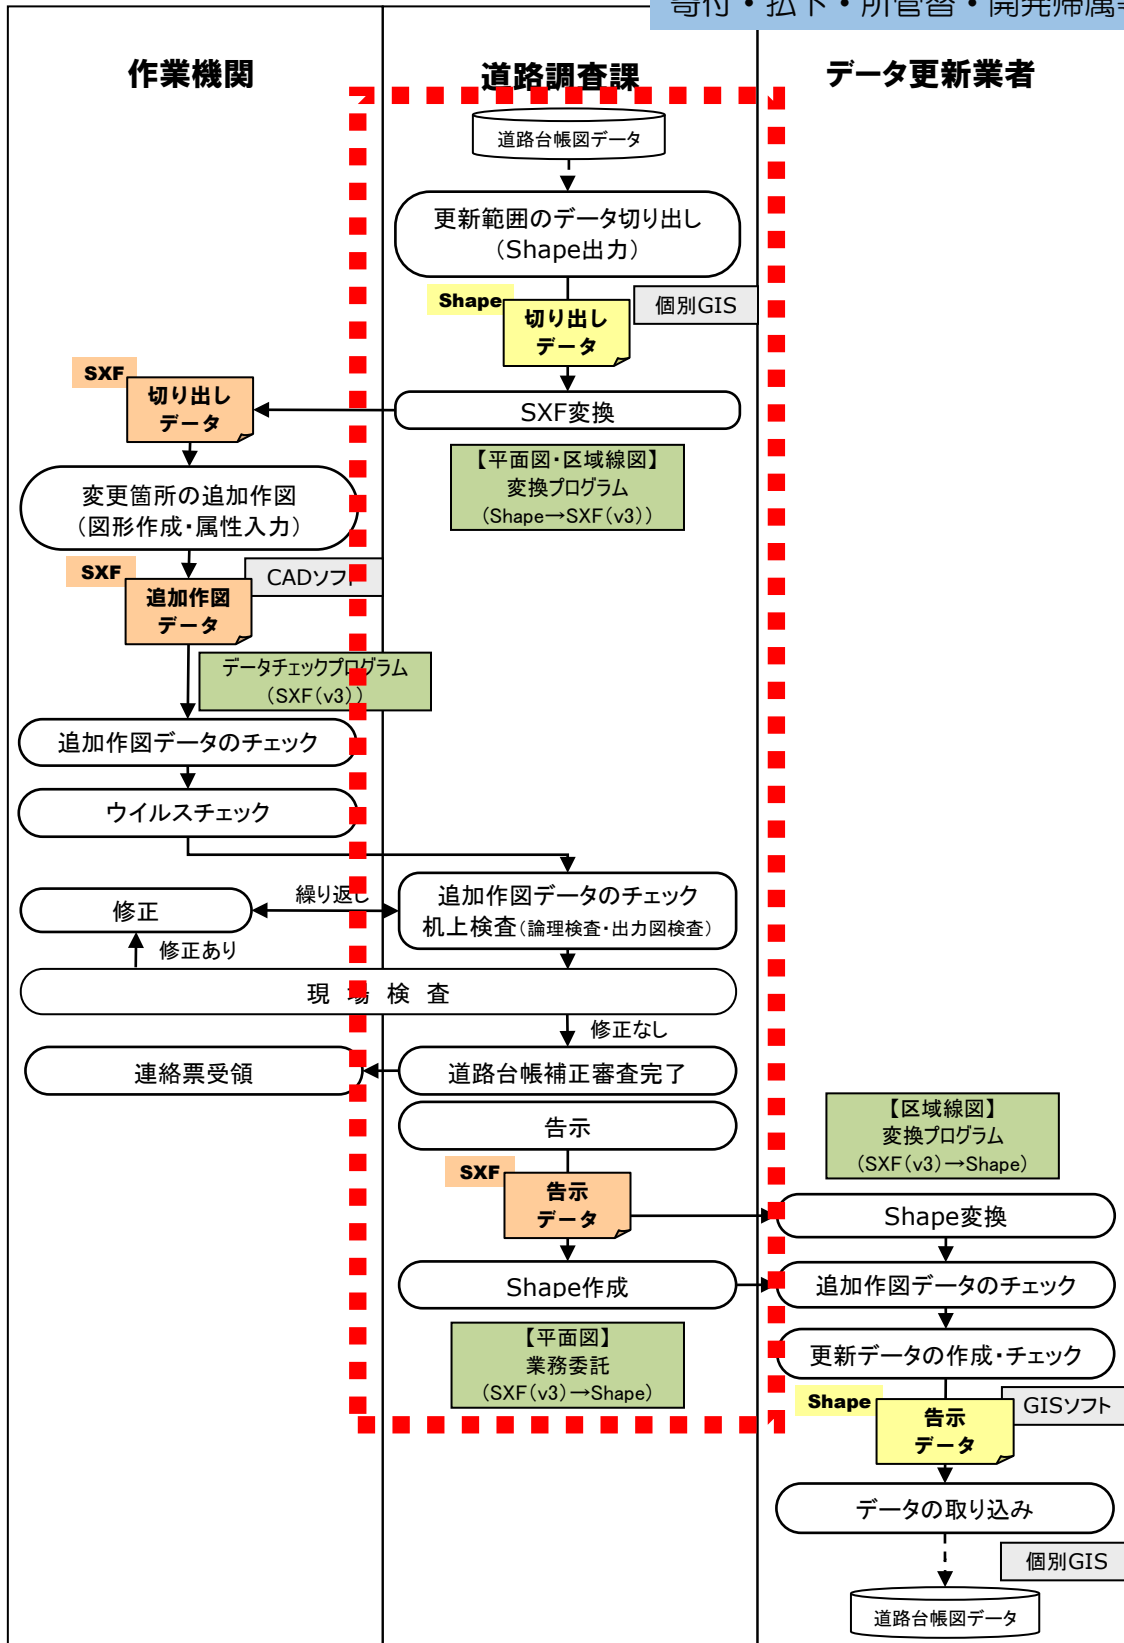 寄付・払下・所管替・開発帰属
作業機関
道路調査課
データ更新業者
道路台帳図データ
更新範囲のデータ切り出し
（Shape出力）
Shape
個別GIS
切り出し
データ
SXF
切り出し
データ
SXF変換
【平面図・区域線図】
変換プログラム
（Shape→SXF（v3））
変更箇所の追加作図
（図形作成・属性入力）
SXF
CADソフト
追加作図
データ
データチェックプログラム
（SXF（v3））
追加作図データのチェック
ウイルスチェック
追加作図データのチェック
机上検査（論理検査・出力図検査）
繰り返し
修正
修正あり
現場検査
修正なし
連絡票受領
道路台帳補正審査完了
告示
【区域線図】
変換プログラム
（SXF（v3）→Shape）
SXF
告示
データ
Shape変換
Shape作成
追加作図データのチェック
【平面図】
業務委託
（SXF（v3）→Shape）
更新データの作成・チェック
Shape
GISソフト
告示
データ
データの取り込み
個別GIS
道路台帳図データ